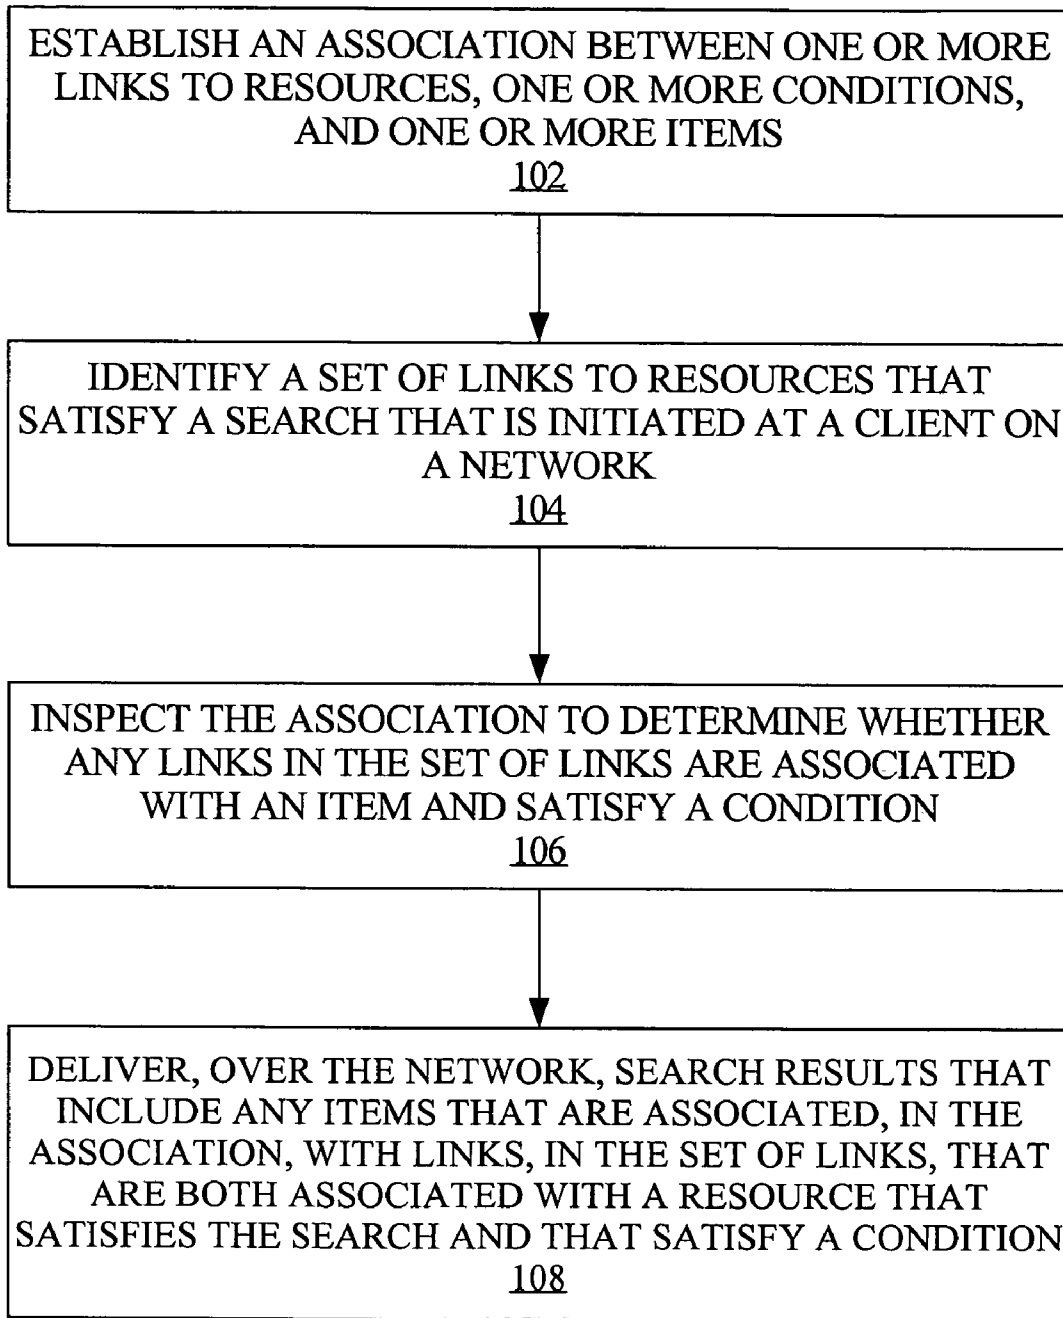 ESTABLISH AN ASSOCIATION BETWEEN ONE OR MORE
LINKS TO RESOURCES, ONE OR MORE CONDITIONS,
AND ONE OR MORE ITEMS
102
IDENTIFY A SET OF LINKS TO RESOURCES THAT
SATISFY A SEARCH THAT IS INITIATED AT A CLIENT ON
A NETWORK
104
INSPECT THE ASSOCIATION TO DETERMINE WHETHER
ANY LINKS IN THE SET OF LINKS ARE ASSOCIATED
WITH AN ITEM AND SATISFY A CONDITION
106
DELIVER, OVER THE NETWORK, SEARCH RESULTS THAT
INCLUDE ANY ITEMS THAT ARE ASSOCIATED, IN THE
ASSOCIATION, WITH LINKS, IN THE SET OF LINKS, THAT
ARE BOTH ASSOCIATED WITH A RESOURCE THAT
SATISFIES THE SEARCH AND THAT SATISFY A CONDITION
108